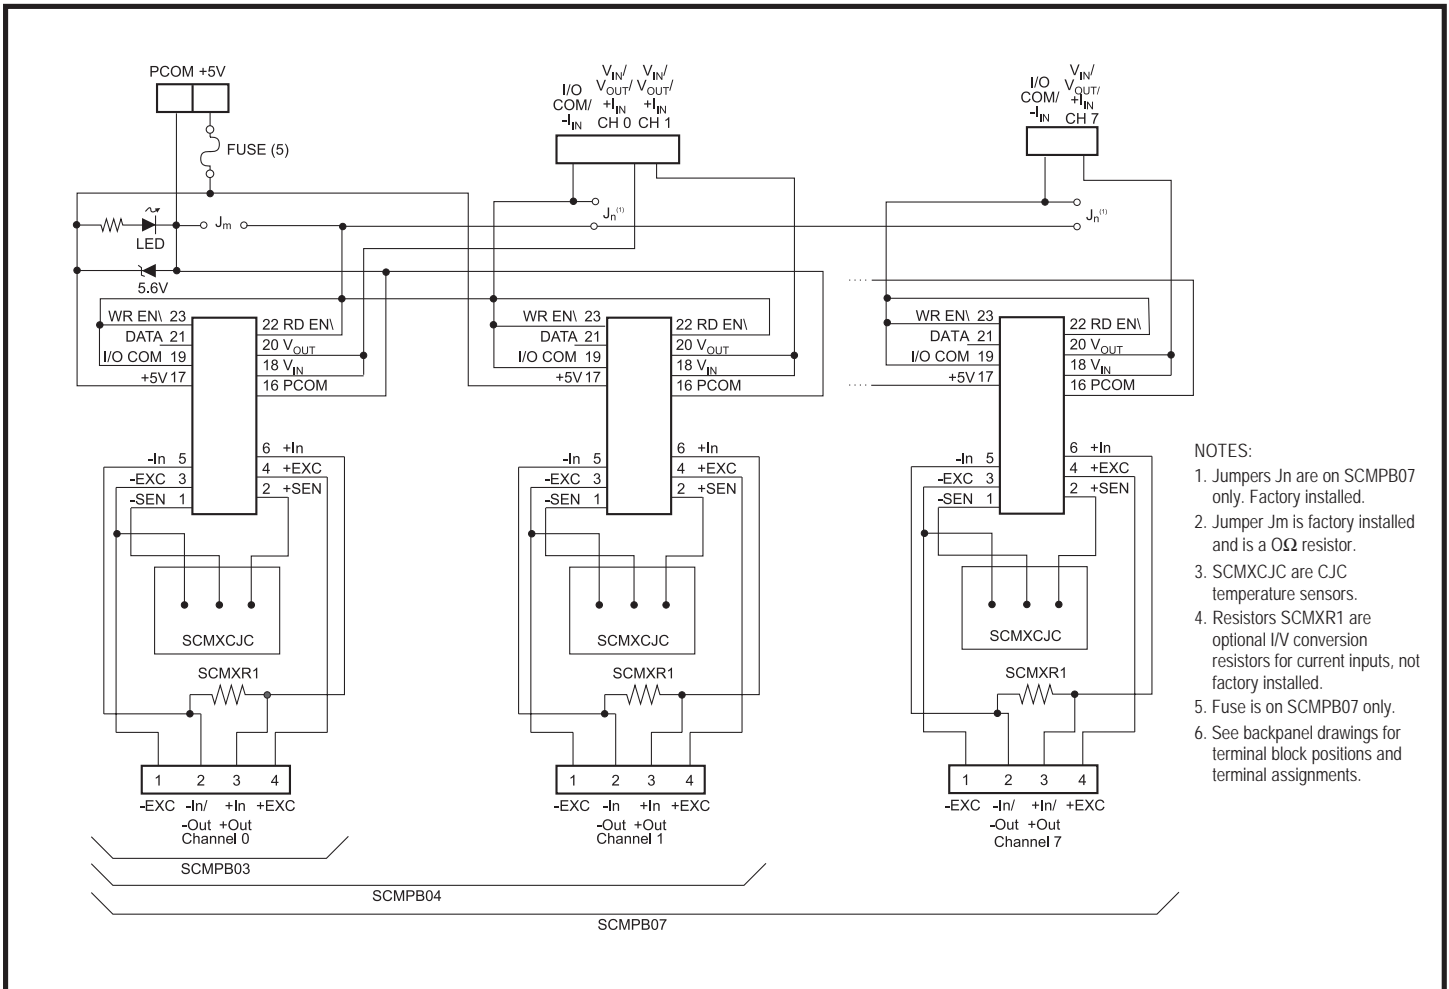 PCOM +5V
FUSE (5)
LED
5.6V
Jm
I/O
COM/
-IIN
VIN/
VOUT/
+IIN
CH 0
VIN/
VOUT/
+IIN
CH 1
Jn(1)
I/O
COM/
-IIN
VIN/
VOUT/
+IIN
CH 7
Jn(1)
WR EN\ 23
DATA 21
I/O COM 19
+5V 17
22 RD EN\
20 VOUT
18 VIN
16 PCOM
-In 5
-EXC 3
-SEN 1
6 +In
4 +EXC
2 +SEN
SCMXCJC
SCMXR1
1 2 3 4
-EXC -In/ +In +EXC
-Out +Out
Channel 0
WR EN\ 23
DATA 21
I/O COM 19
+5V 17
22 RD EN\
20 VOUT
18 VIN
16 PCOM
-In 5
-EXC 3
-SEN 1
6 +In
4 +EXC
2 +SEN
SCMXCJC
SCMXR1
1 2 3 4
-EXC -In +In +EXC
-Out +Out
Channel 1
WR EN\ 23
DATA 21
I/O COM 19
+5V 17
22 RD EN\
20 VOUT
18 VIN
16 PCOM
-In 5
-EXC 3
-SEN 1
6 +In
4 +EXC
2 +SEN
SCMXCJC
SCMXR1
1 2 3 4
-EXC -In/ +In/ +EXC
-Out +Out
Channel 7
SCMPB03
SCMPB04
SCMPB07
NOTES:
1. Jumpers Jn are on SCMPB07
only. Factory installed.
2. Jumper Jm is factory installed
and is a OΩ resistor.
3. SCMXCJC are CJC
temperature sensors.
4. Resistors SCMXR1 are
optional I/V conversion
resistors for current inputs, not
factory installed.
5. Fuse is on SCMPB07 only.
6. See backpanel drawings for
terminal block positions and
terminal assignments.